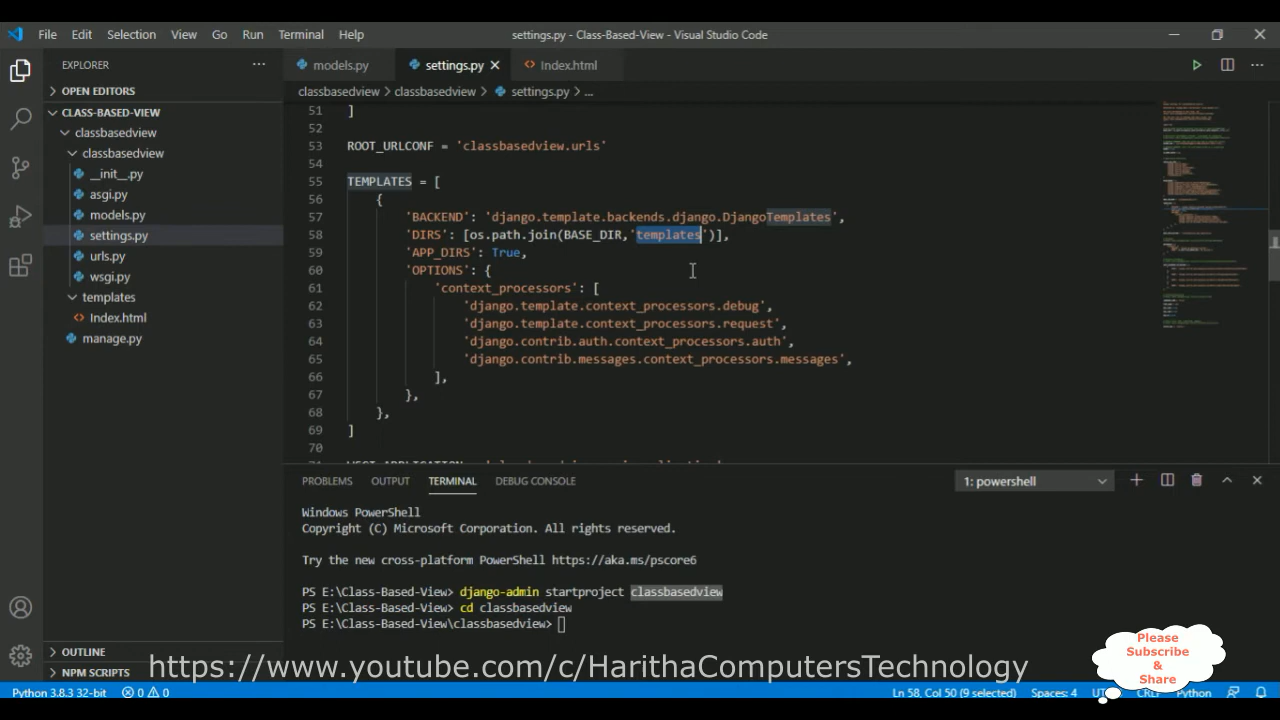 File Edit Selection View Go Run Terminal Help
settings.py - Class-Based-View - Visual Studio Code
EXPLORER
OPEN EDITORS
CLASS-BASED-VIEW
classbasedview
classbasedview
__init__.py
asgi.py
models.py
settings.py
urls.py
wsgi.py
templates
Index.html
manage.py
OUTLINE
NPM SCRIPTS
models.py settings.py Index.html
classbasedview > classbasedview > settings.py > ...
51 ]
52
53 ROOT_URLCONF = 'classbasedview.urls'
54
55 TEMPLATES = [
56 {
57 'BACKEND': 'django.template.backends.django.DjangoTemplates',
58 'DIRS': [os.path.join(BASE_DIR,'templates')],
59 'APP_DIRS': True,
60 'OPTIONS': {
61 'context_processors': [
62 'django.template.context_processors.debug',
63 'django.template.context_processors.request',
64 'django.contrib.auth.context_processors.auth',
65 'django.contrib.messages.context_processors.messages',
66 ],
67 },
68 },
69 ]
70
PROBLEMS OUTPUT TERMINAL DEBUG CONSOLE
1: powershell
Windows PowerShell
Copyright (C) Microsoft Corporation. All rights reserved.
Try the new cross-platform PowerShell https://aka.ms/pscore6
PS E:\Class-Based-View> django-admin startproject classbasedview
PS E:\Class-Based-View> cd classbasedview
PS E:\Class-Based-View\classbasedview>
https://www.youtube.com/c/HarithaComputersTechnology
Please
Subscribe
&
Share
Python 3.8.3 32-bit 0 0 Ln 58, Col 50 (9 selected) Spaces: 4 CRLF Python